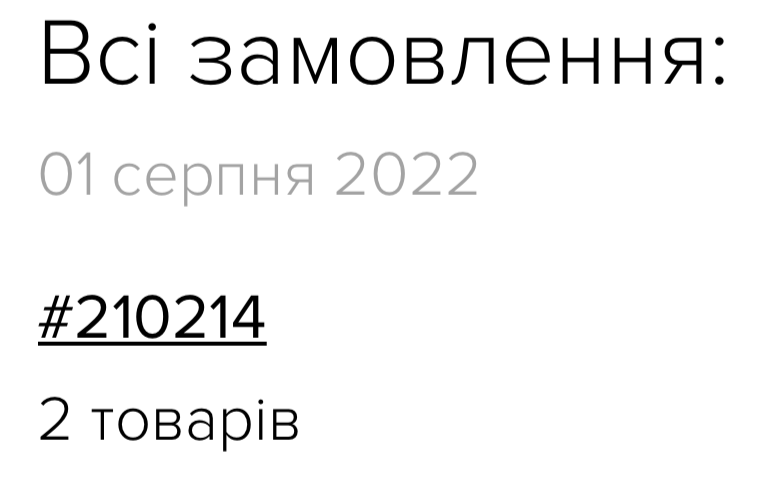 Всі замовлення:
01 серпня 2022
#210214
2 товарів